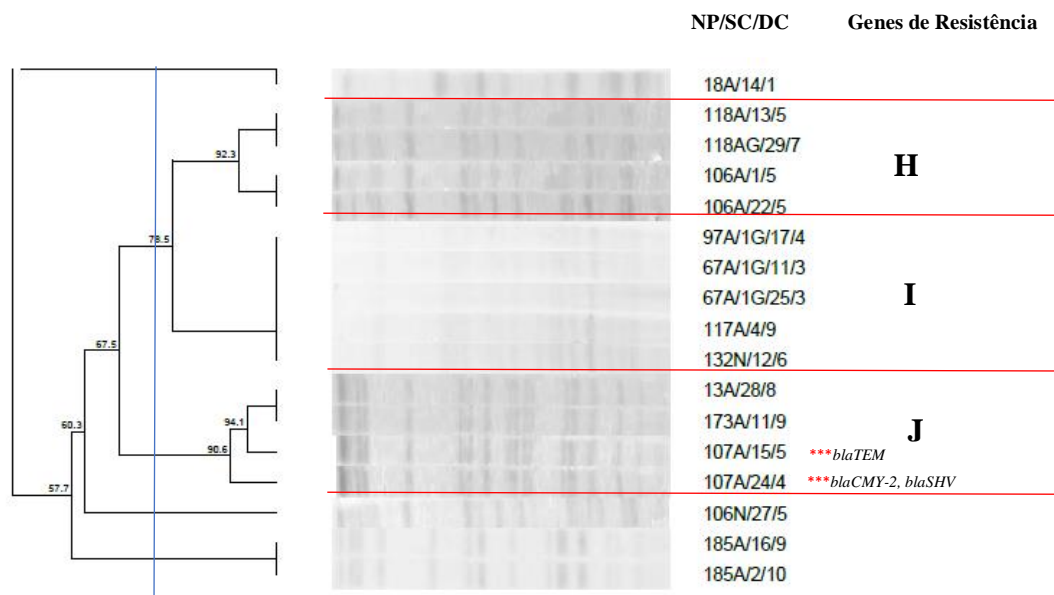 NP/SC/DC Genes de Resistência
18A/14/1
118A/13/5
118AG/29/7
92.3
H
106A/1/5
106A/22/5
97A/1G/17/4
78.5
67A/1G/11/3
67A/1G/25/3
I
117A/4/9
67.5
132N/12/6
13A/28/8
173A/11/9
94.1
J
60.3
90.6
107A/15/5 ***blaTEM
107A/24/4 ***blaCMY-2, blaSHV
57.7
106N/27/5
185A/16/9
185A/2/10